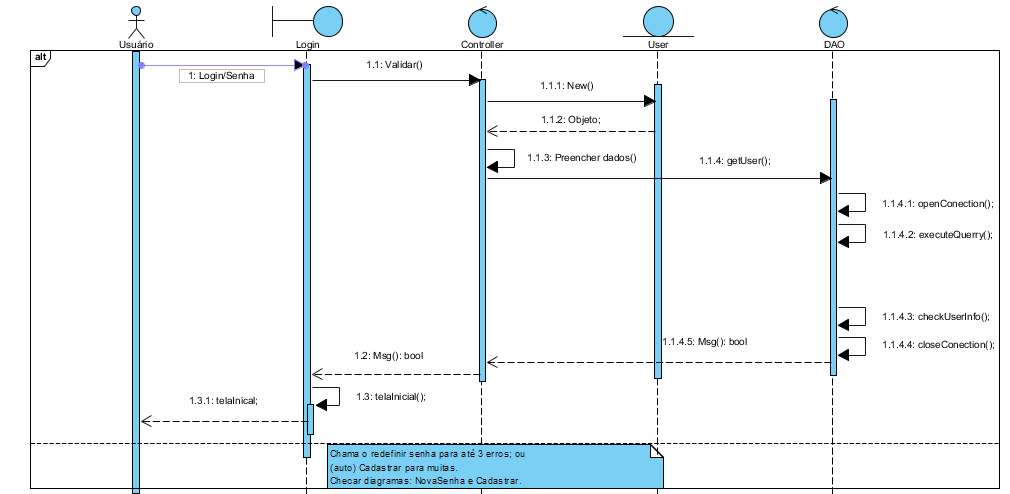 Usuário
Login
Controller
User
DAO
alt
1: Login/Senha
1.1: Validar()
1.1.1: New()
1.1.2: Objeto;
1.1.3: Preencher dados()
1.1.4: getUser();
1.1.4.1: openConection();
1.1.4.2: executeQuerry();
1.1.4.3: checkUserInfo();
1.1.4.4: closeConection();
1.1.4.5: Msg(): bool
1.2: Msg(): bool
1.3: telaInicial();
1.3.1: telaInical;
Chama o redefinir senha para até 3 erros; ou
(auto) Cadastrar para muitas.
Checar diagramas: NovaSenha e Cadastrar.